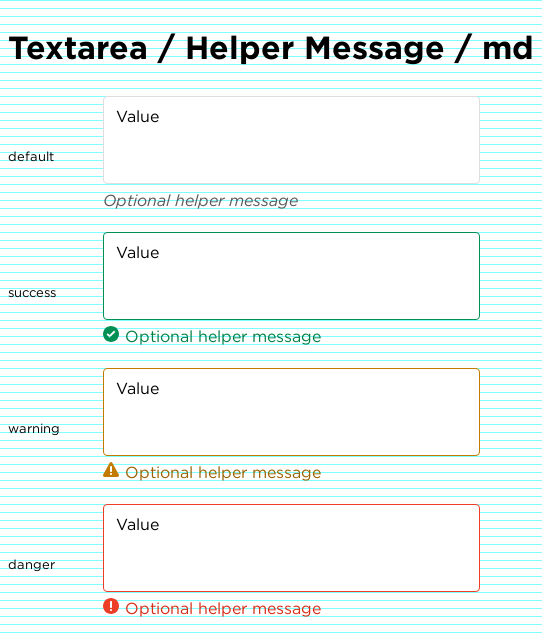 Textarea / Helper Message / md
Value
default
Optional helper message
Value
success
Optional helper message
Value
warning
Optional helper message
Value
danger
Optional helper message